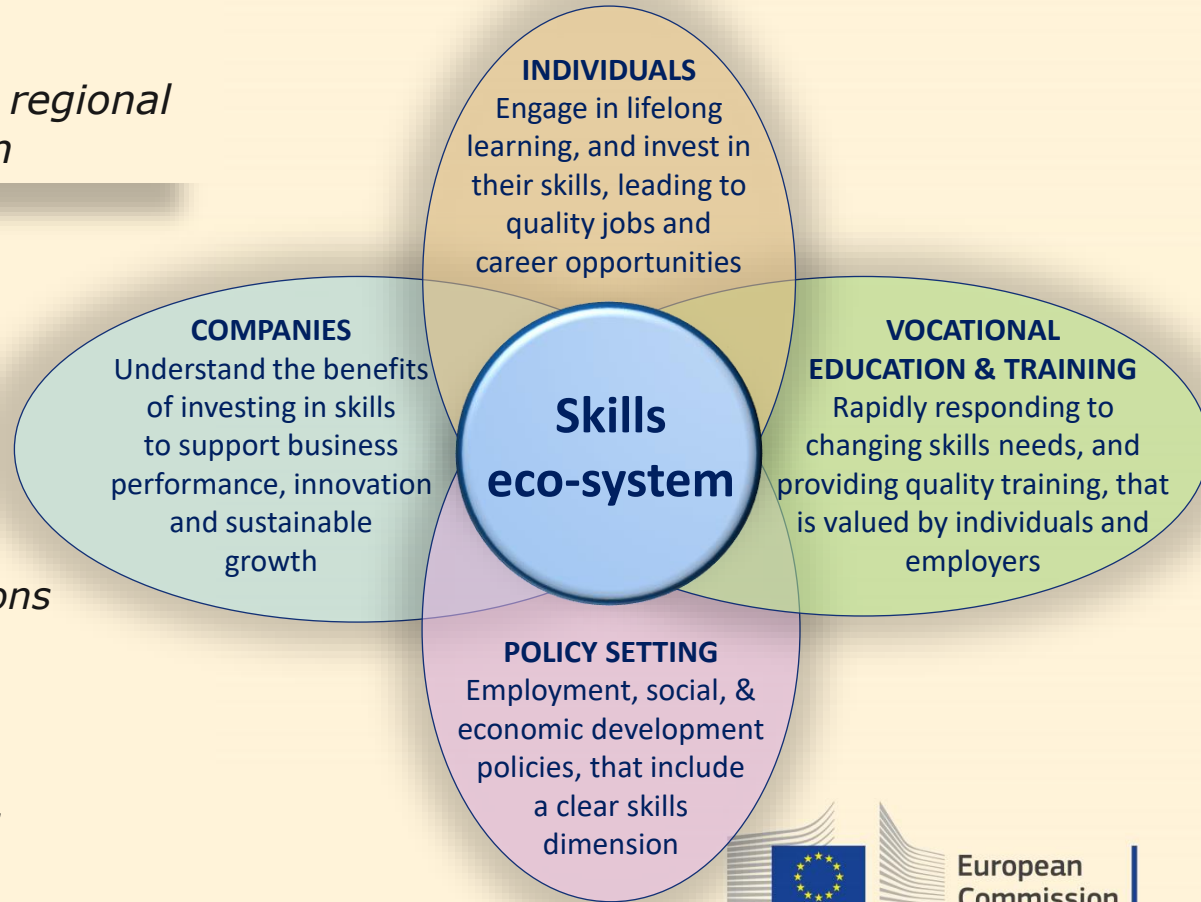 regional
INDIVIDUALS
Engage in lifelong
learning, and invest in
their skills, leading to
quality jobs and
career opportunities
COMPANIES
Understand the benefits
of investing in skills
to support business
performance, innovation
and sustainable
growth
Skills
eco-system
VOCATIONAL
EDUCATION & TRAINING
Rapidly responding to
changing skills needs, and
providing quality training, that
is valued by individuals and
employers
POLICY SETTING
Employment, social, &
economic development
policies, that include
a clear skills
dimension
European
Commission